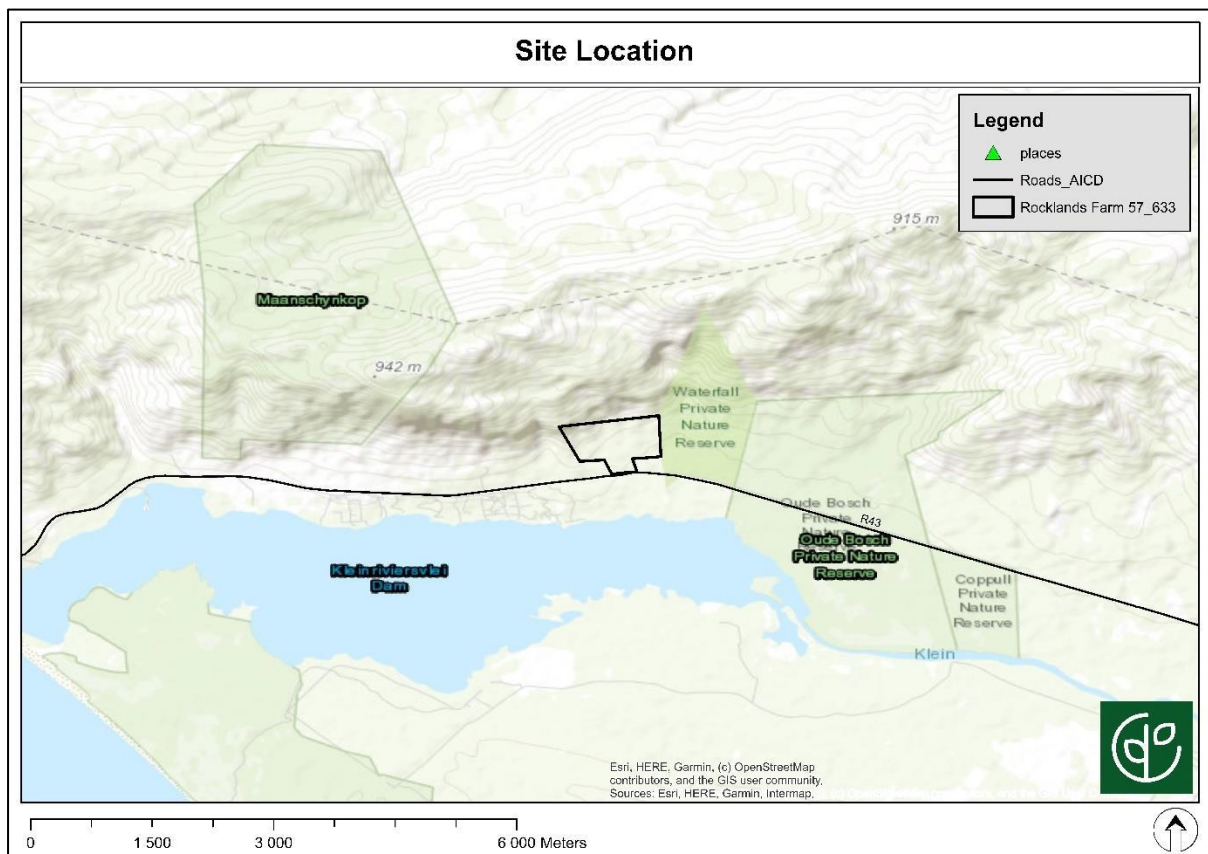 Site Location
Legend
places
Roads_AICD
Rocklands Farm 57_633
915 m
Maanschynkop
942 m
Waterfall
Private
Nature
Reserve
Oude Bosch
Private
Nature
R43
Oude Bosch
Private Nature
Reserve
Kleinriviersvlei
Dam
Coppull
Private
Nature
Reserve
Klein
Esri, HERE, Garmin, (c) OpenStreetMap
contributors, and the GIS user community,
Sources: Esri, HERE, Garmin, Intermap,
0 1 500 3 000 6 000 Meters